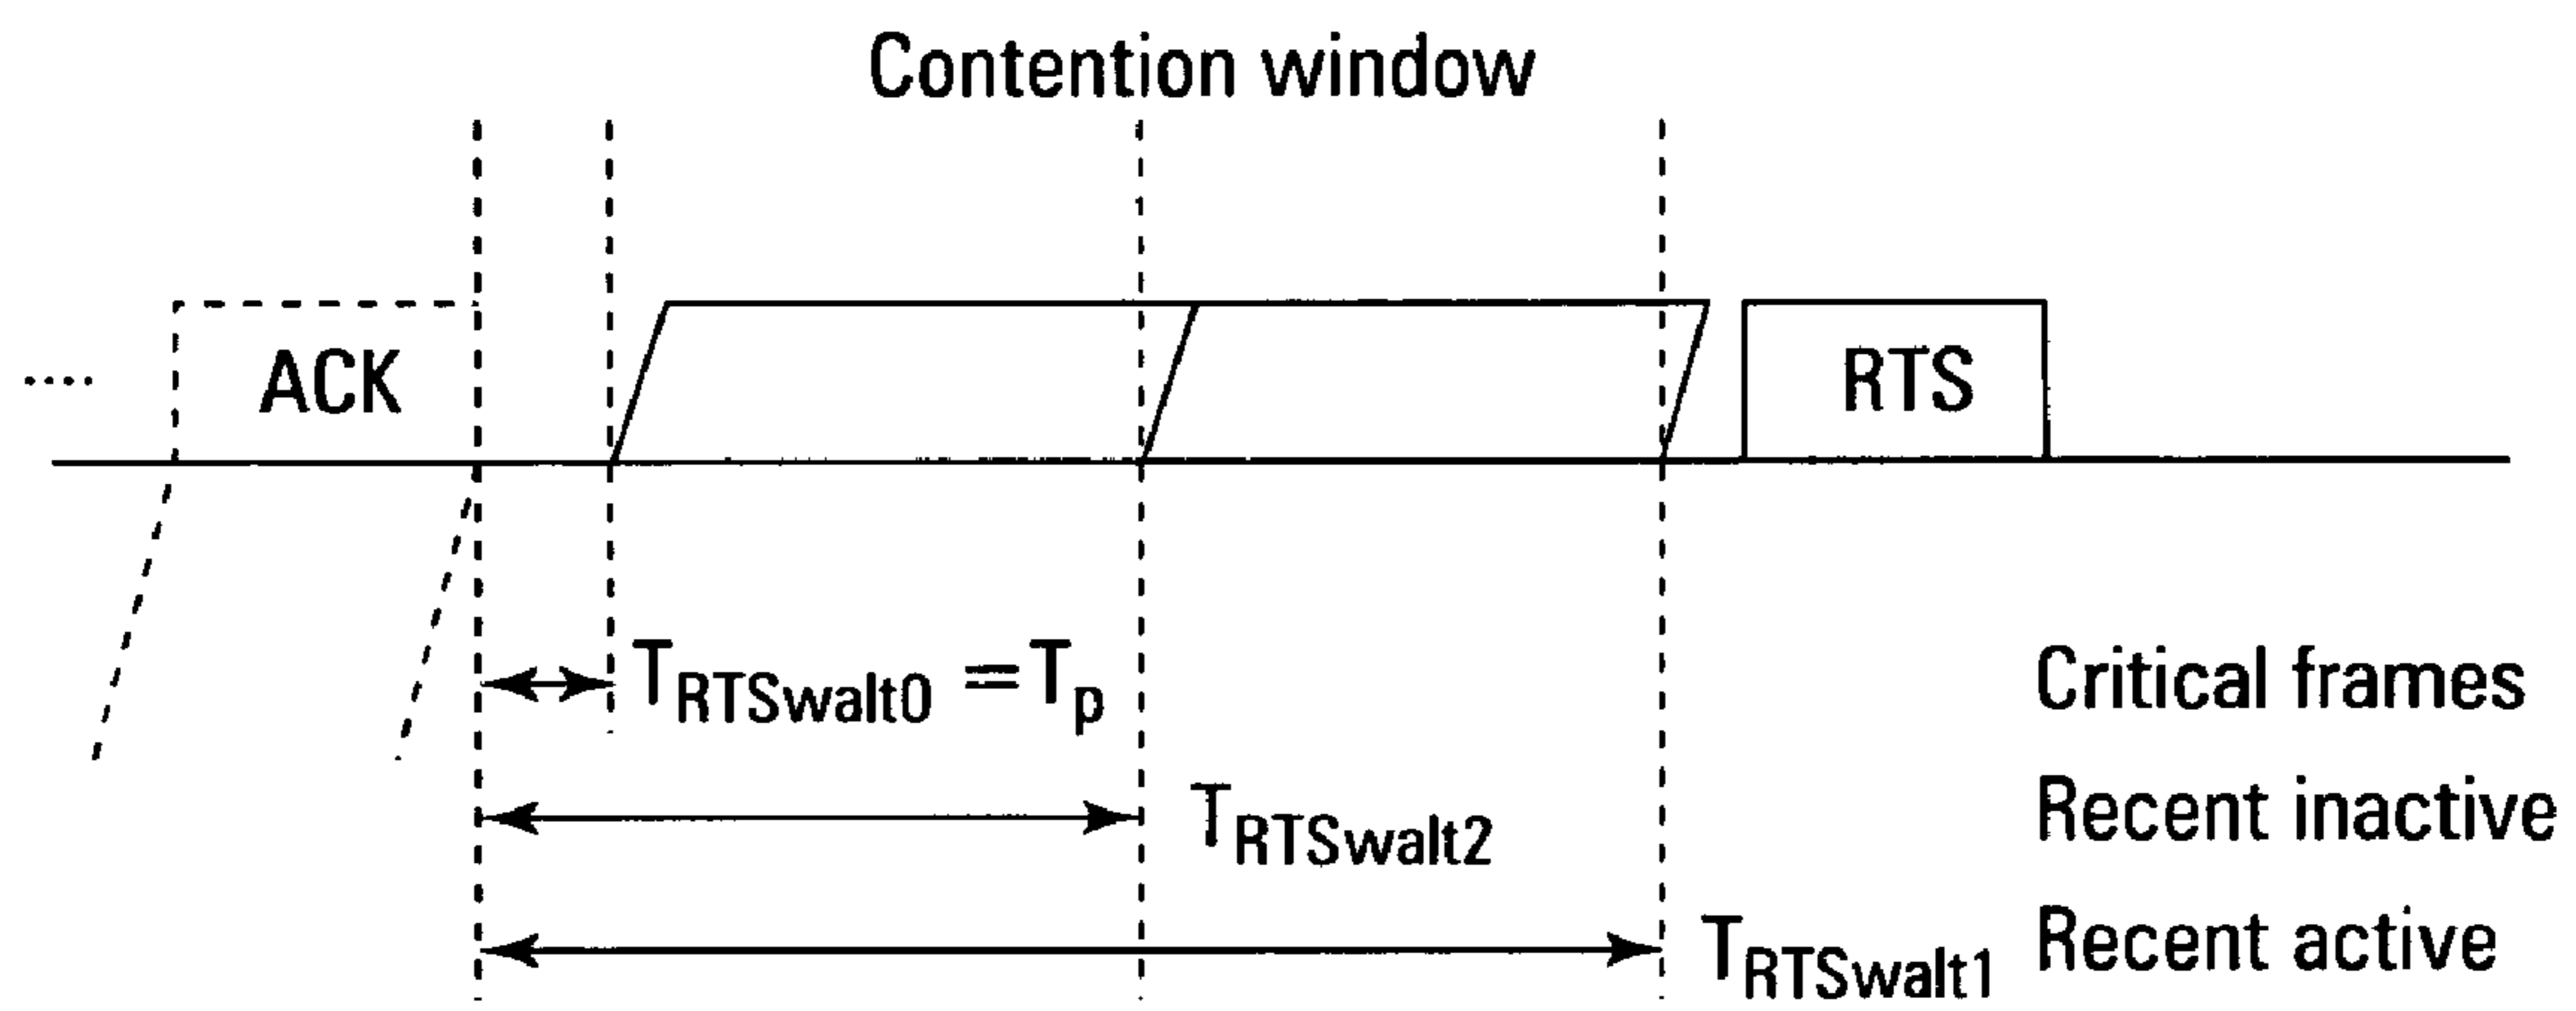 Contention window
.... ACK RTS
TRTSwalt0 = Tp Critical frames
TRTSwalt2 Recent inactive
TRTSwalt1 Recent active